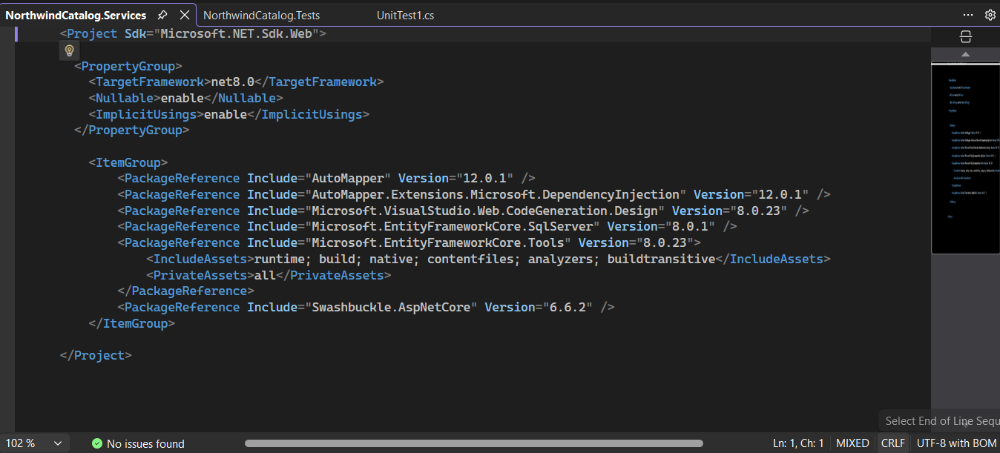 NorthwindCatalog.Services NorthwindCatalog.Tests UnitTest1.cs
<Project Sdk="Microsoft.NET.Sdk.Web">
<PropertyGroup>
<TargetFramework>net8.0</TargetFramework>
<Nullable>enable</Nullable>
<ImplicitUsings>enable</ImplicitUsings>
</PropertyGroup>
<ItemGroup>
<PackageReference Include="AutoMapper" Version="12.0.1" />
<PackageReference Include="AutoMapper.Extensions.Microsoft.DependencyInjection" Version="12.0.1" />
<PackageReference Include="Microsoft.VisualStudio.Web.CodeGeneration.Design" Version="8.0.23" />
<PackageReference Include="Microsoft.EntityFrameworkCore.SqlServer" Version="8.0.1" />
<PackageReference Include="Microsoft.EntityFrameworkCore.Tools" Version="8.0.23">
<IncludeAssets>runtime; build; native; contentfiles; analyzers; buildtransitive</IncludeAssets>
<PrivateAssets>all</PrivateAssets>
</PackageReference>
<PackageReference Include="Swashbuckle.AspNetCore" Version="6.6.2" />
</ItemGroup>
</Project>
Select End of Line Sequ
102 % No issues found Ln: 1, Ch: 1 MIXED CRLF UTF-8 with BOM